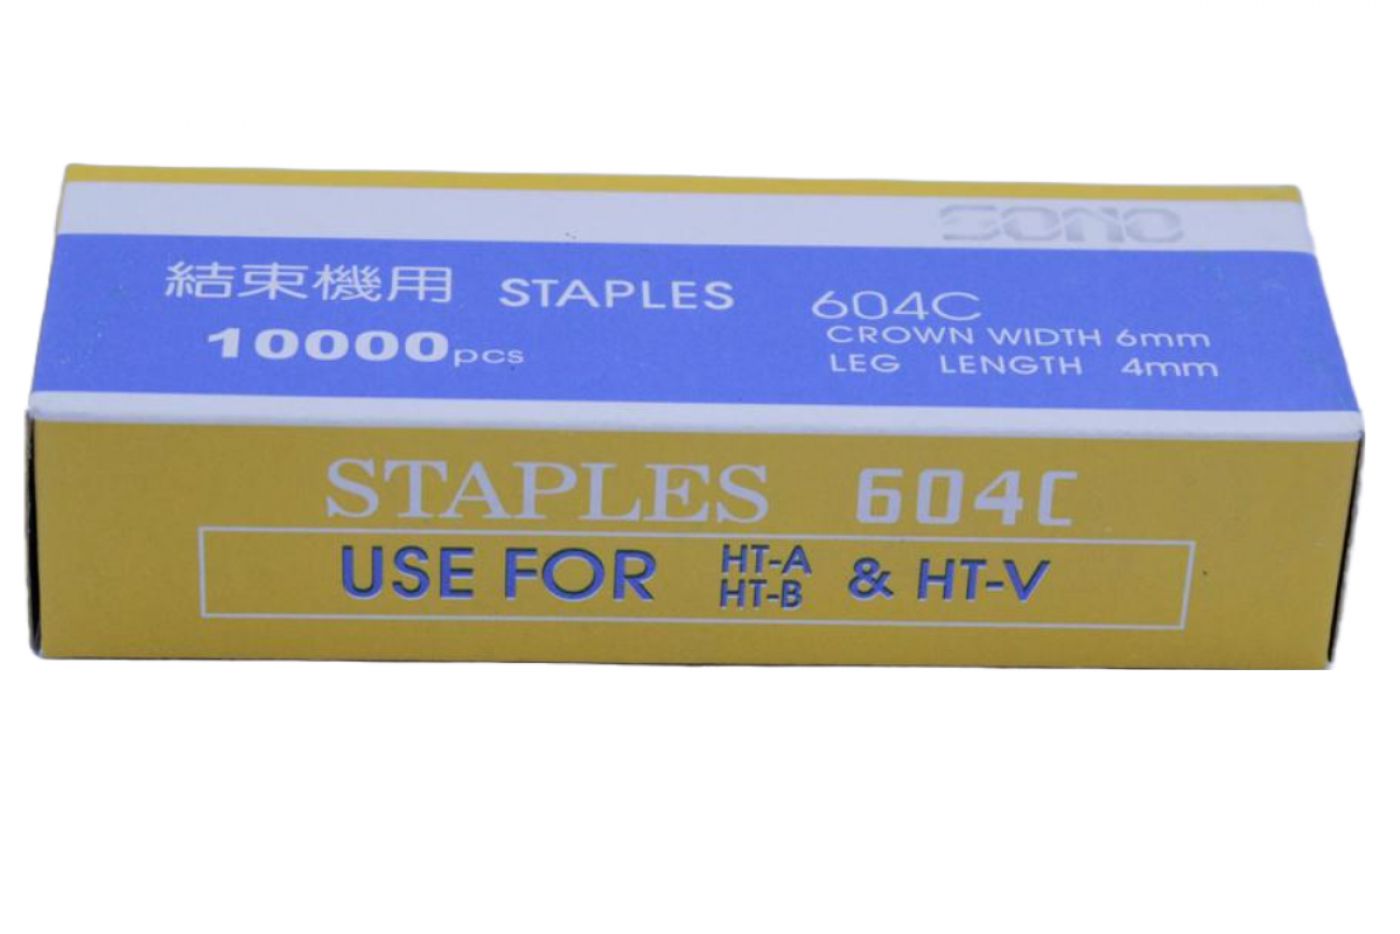 SONO
結束機用 STAPLES 604C
10000pcs
CROWN WIDTH 6mm
LEG LENGTH 4mm
STAPLES 604C
USE FOR HT-A & HT-V
HT-B